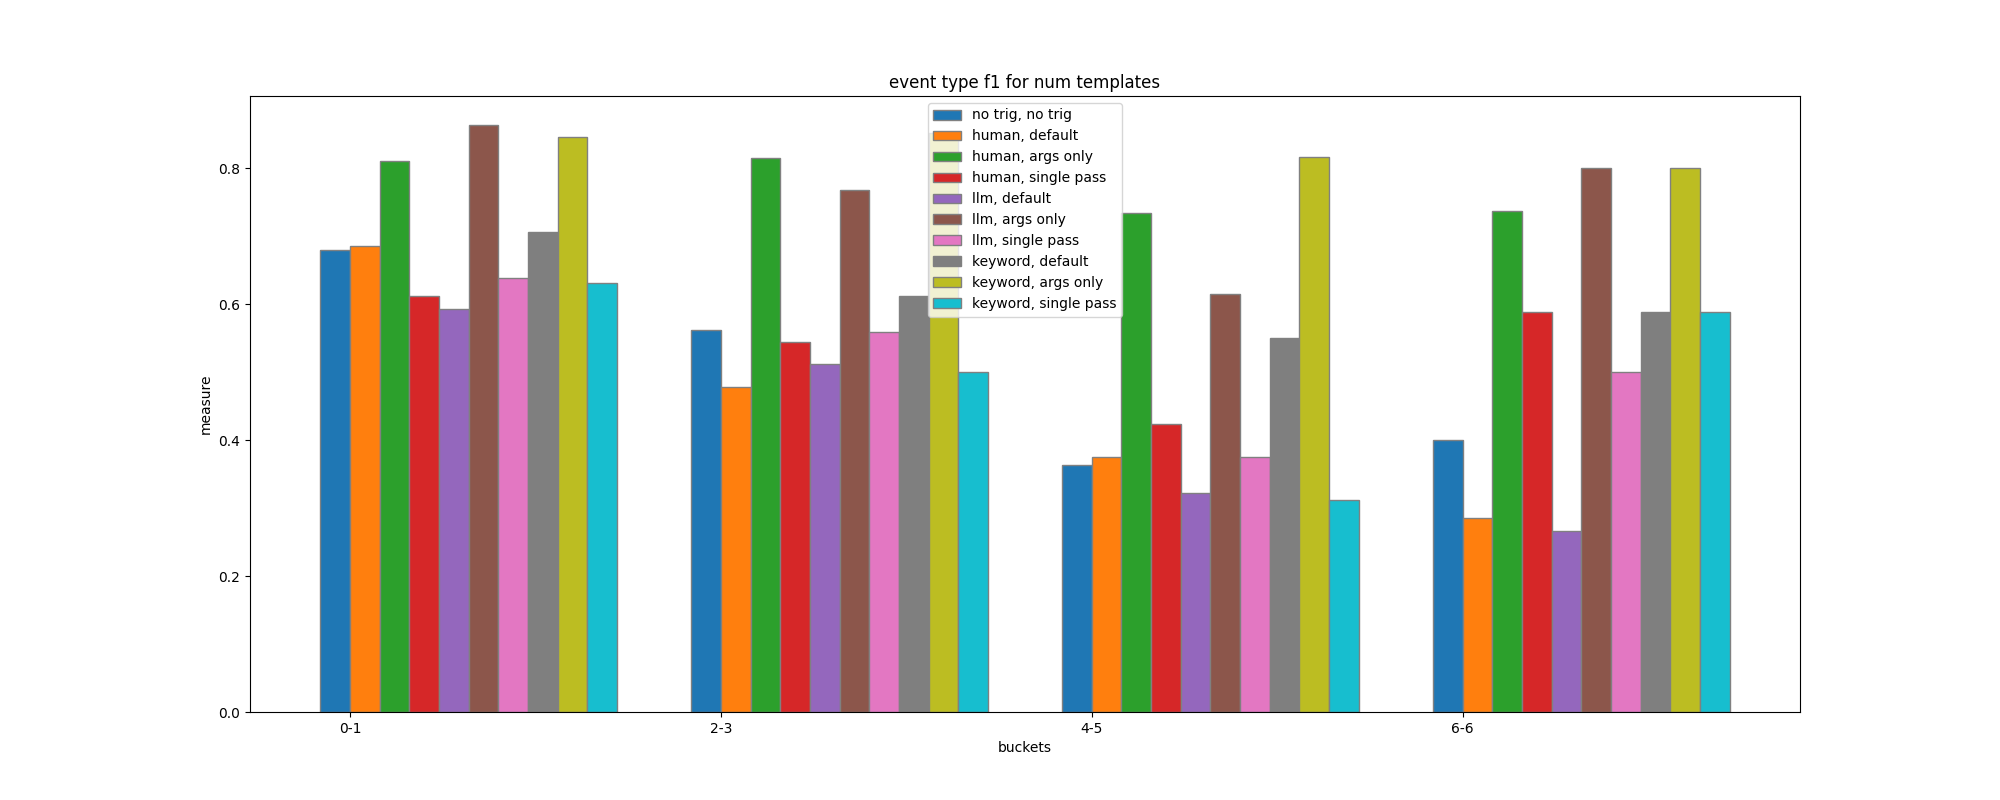 event type f1 for num templates
no trig, no trig
human, default
human, args only
human, single pass
llm, default
llm, args only
llm, single pass
keyword, default
keyword, args only
keyword, single pass
measure
0.8
0.6
0.4
0.2
0.0
0-1
2-3
4-5
6-6
buckets